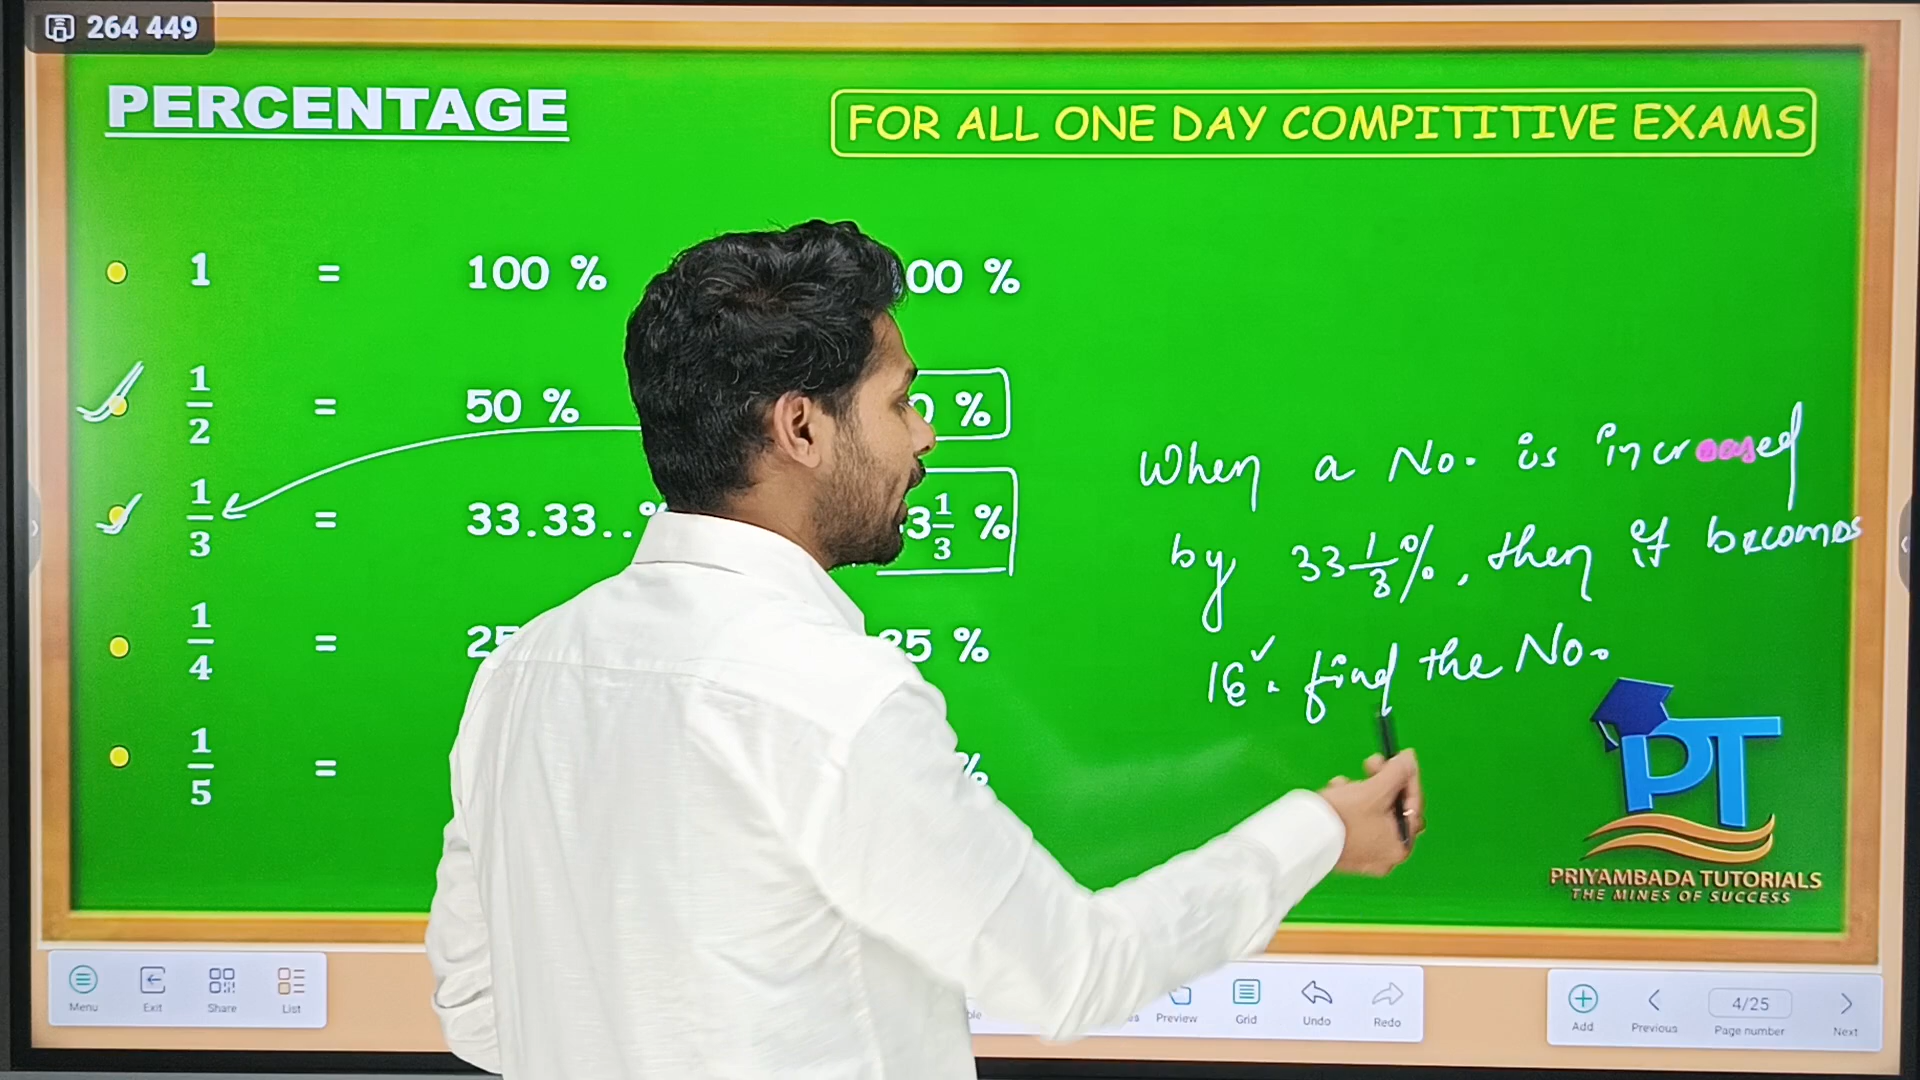 264 449
PERCENTAGE
FOR ALL ONE DAY COMPITITIVE EXAMS
1 = 100 % 00 %
1/2 = 50 % 0 %
1/3 = 33.33..% 3 1/3 %
1/4 = 25 25 %
1/5 = %
When a No. is increased
by 33 1/3 %, then it becomes
16. find the No.
PT
PRIYAMBADA TUTORIALS
THE MINES OF SUCCESS
Menu Exit Share List Preview Grid Undo Redo Add Previous 4/25 Page number Next